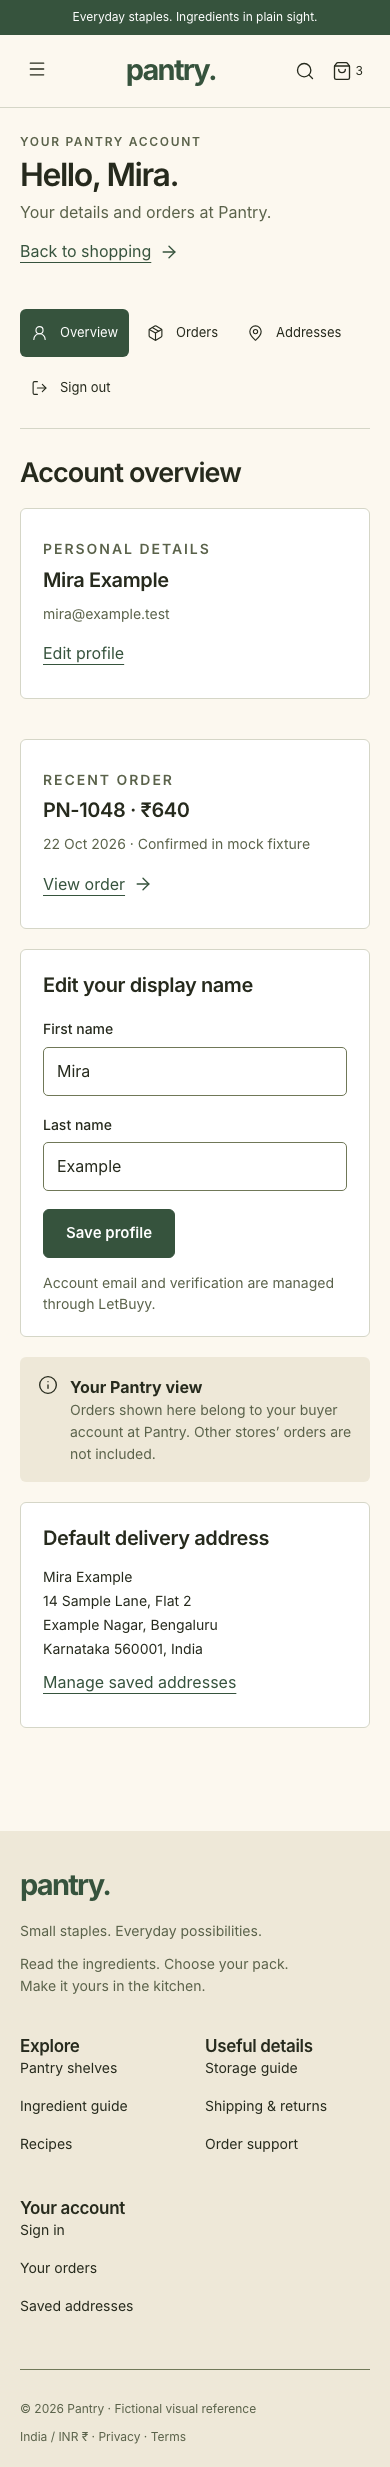 Everyday staples. Ingredients in plain sight.
pantry.
3
YOUR PANTRY ACCOUNT
Hello, Mira.
Your details and orders at Pantry.
Back to shopping
Overview
Orders
Addresses
Sign out
Account overview
PERSONAL DETAILS
Mira Example
mira@example.test
Edit profile
RECENT ORDER
PN-1048 · ₹640
22 Oct 2026 · Confirmed in mock fixture
View order
Edit your display name
First name
Mira
Last name
Example
Save profile
Account email and verification are managed
through LetBuyy.
Your Pantry view
Orders shown here belong to your buyer
account at Pantry. Other stores’ orders are
not included.
Default delivery address
Mira Example
14 Sample Lane, Flat 2
Example Nagar, Bengaluru
Karnataka 560001, India
Manage saved addresses
pantry.
Small staples. Everyday possibilities.
Read the ingredients. Choose your pack.
Make it yours in the kitchen.
Explore
Pantry shelves
Ingredient guide
Recipes
Useful details
Storage guide
Shipping & returns
Order support
Your account
Sign in
Your orders
Saved addresses
© 2026 Pantry · Fictional visual reference
India / INR ₹ · Privacy · Terms